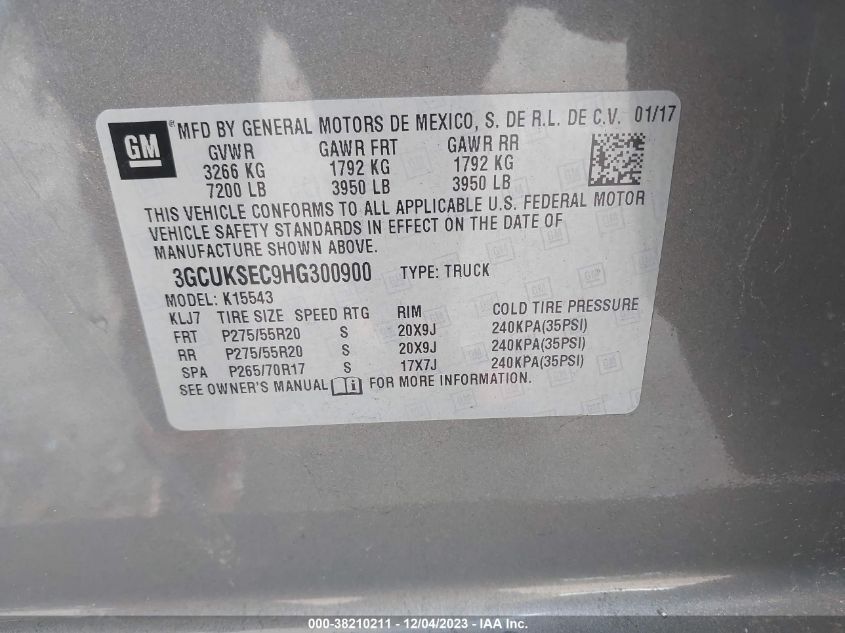 GM ® MFD BY GENERAL MOTORS DE MEXICO, S. DE R.L. DE C.V. 01/17
GVWR GAWR FRT GAWR RR
3266 KG 1792 KG 1792 KG
7200 LB 3950 LB 3950 LB
THIS VEHICLE CONFORMS TO ALL APPLICABLE U.S. FEDERAL MOTOR
VEHICLE SAFETY STANDARDS IN EFFECT ON THE DATE OF
MANUFACTURE SHOWN ABOVE.
3GCUKSEC9HG300900 TYPE: TRUCK
MODEL: K15543
KLJ7 TIRE SIZE SPEED RTG RIM COLD TIRE PRESSURE
FRT P275/55R20 S 20X9J 240KPA(35PSI)
RR P275/55R20 S 20X9J 240KPA(35PSI)
SPA P265/70R17 S 17X7J 240KPA(35PSI)
SEE OWNER'S MANUAL FOR MORE INFORMATION.
000-38210211 - 12/04/2023 - IAA Inc.